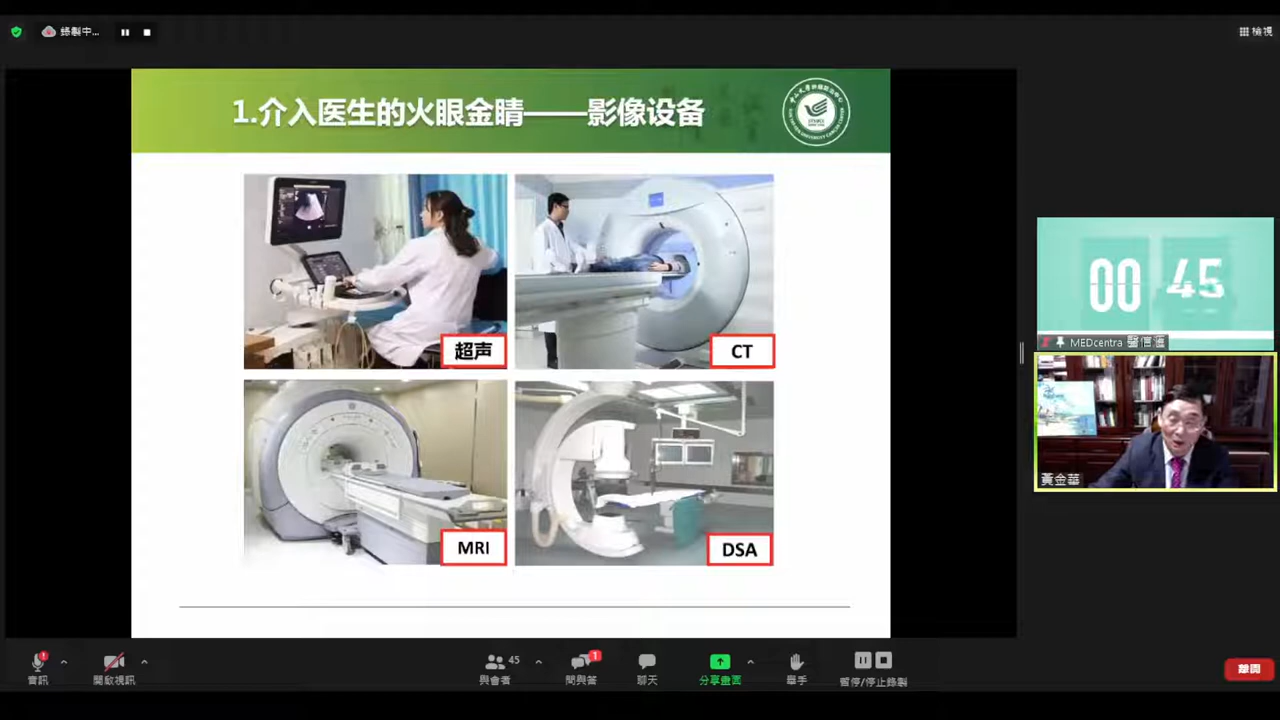 錄製中...
檢視
1.介入医生的火眼金睛——影像设备
超声
CT
MRI
DSA
00 45
MEDcentra 醫信滙
黃金華
音訊
開啟視訊
45
與會者
1
問與答
聊天
分享畫面
舉手
暫停/停止錄製
離開